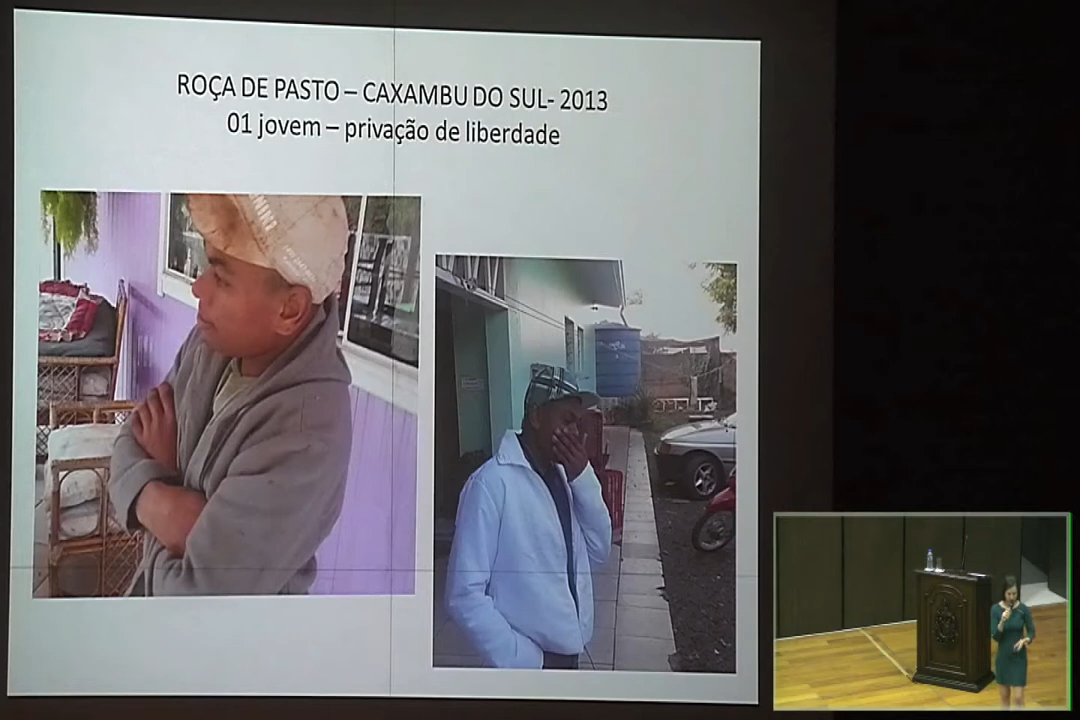 ROÇA DE PASTO – CAXAMBU DO SUL- 2013
01 jovem – privação de liberdade